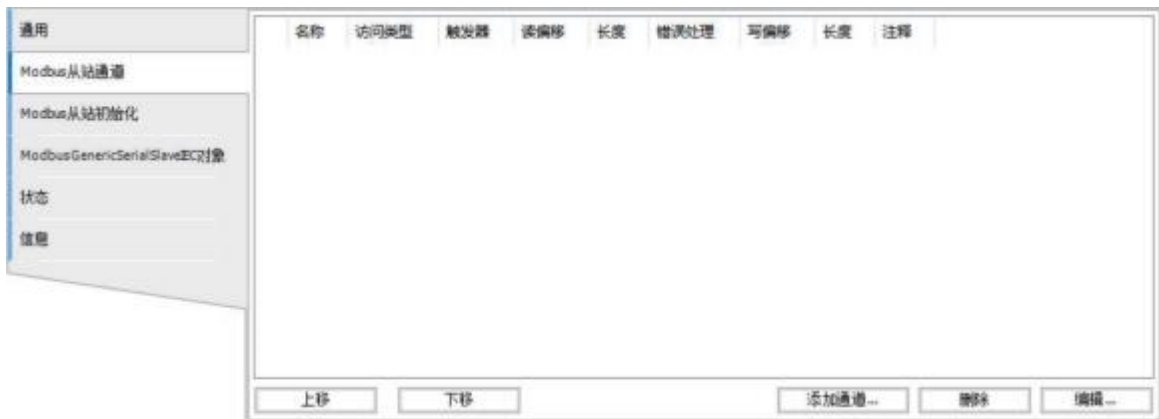 通用
Modbus从站通道
Modbus从站初始化
ModbusGenericSerialSlaveIEC对象
状态
信息
名称 访问类型 触发器 读偏移 长度 错误处理 写偏移 长度 注释
上移 下移 添加通道... 删除 编辑...